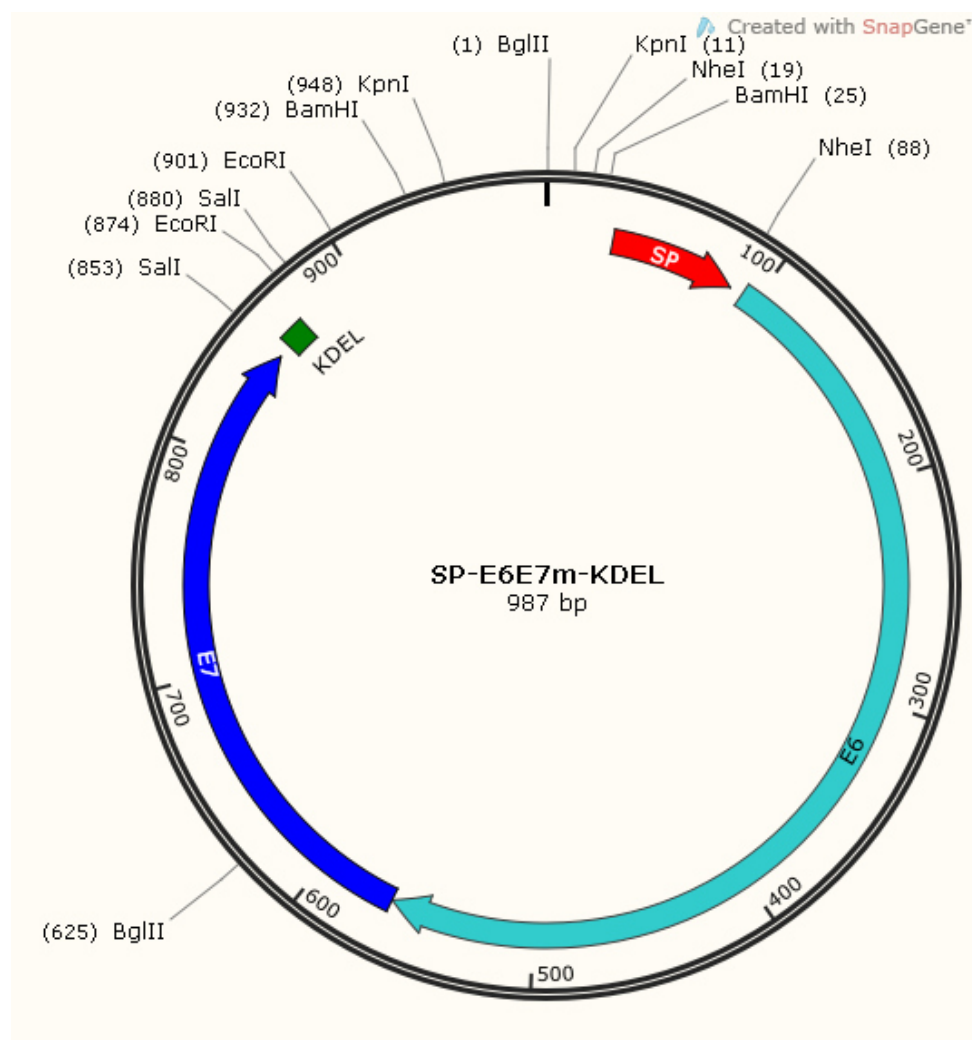 Created with SnapGene
(1) BglII
KpnI (11)
NheI (19)
BamHI (25)
NheI (88)
(948) KpnI
(932) BamHI
(901) EcoRI
(880) SalI
(874) EcoRI
(853) SalI
(625) BglII
SP
100
200
300
400
500
600
700
800
900
KDEL
E6
E7
SP-E6E7m-KDEL
987 bp